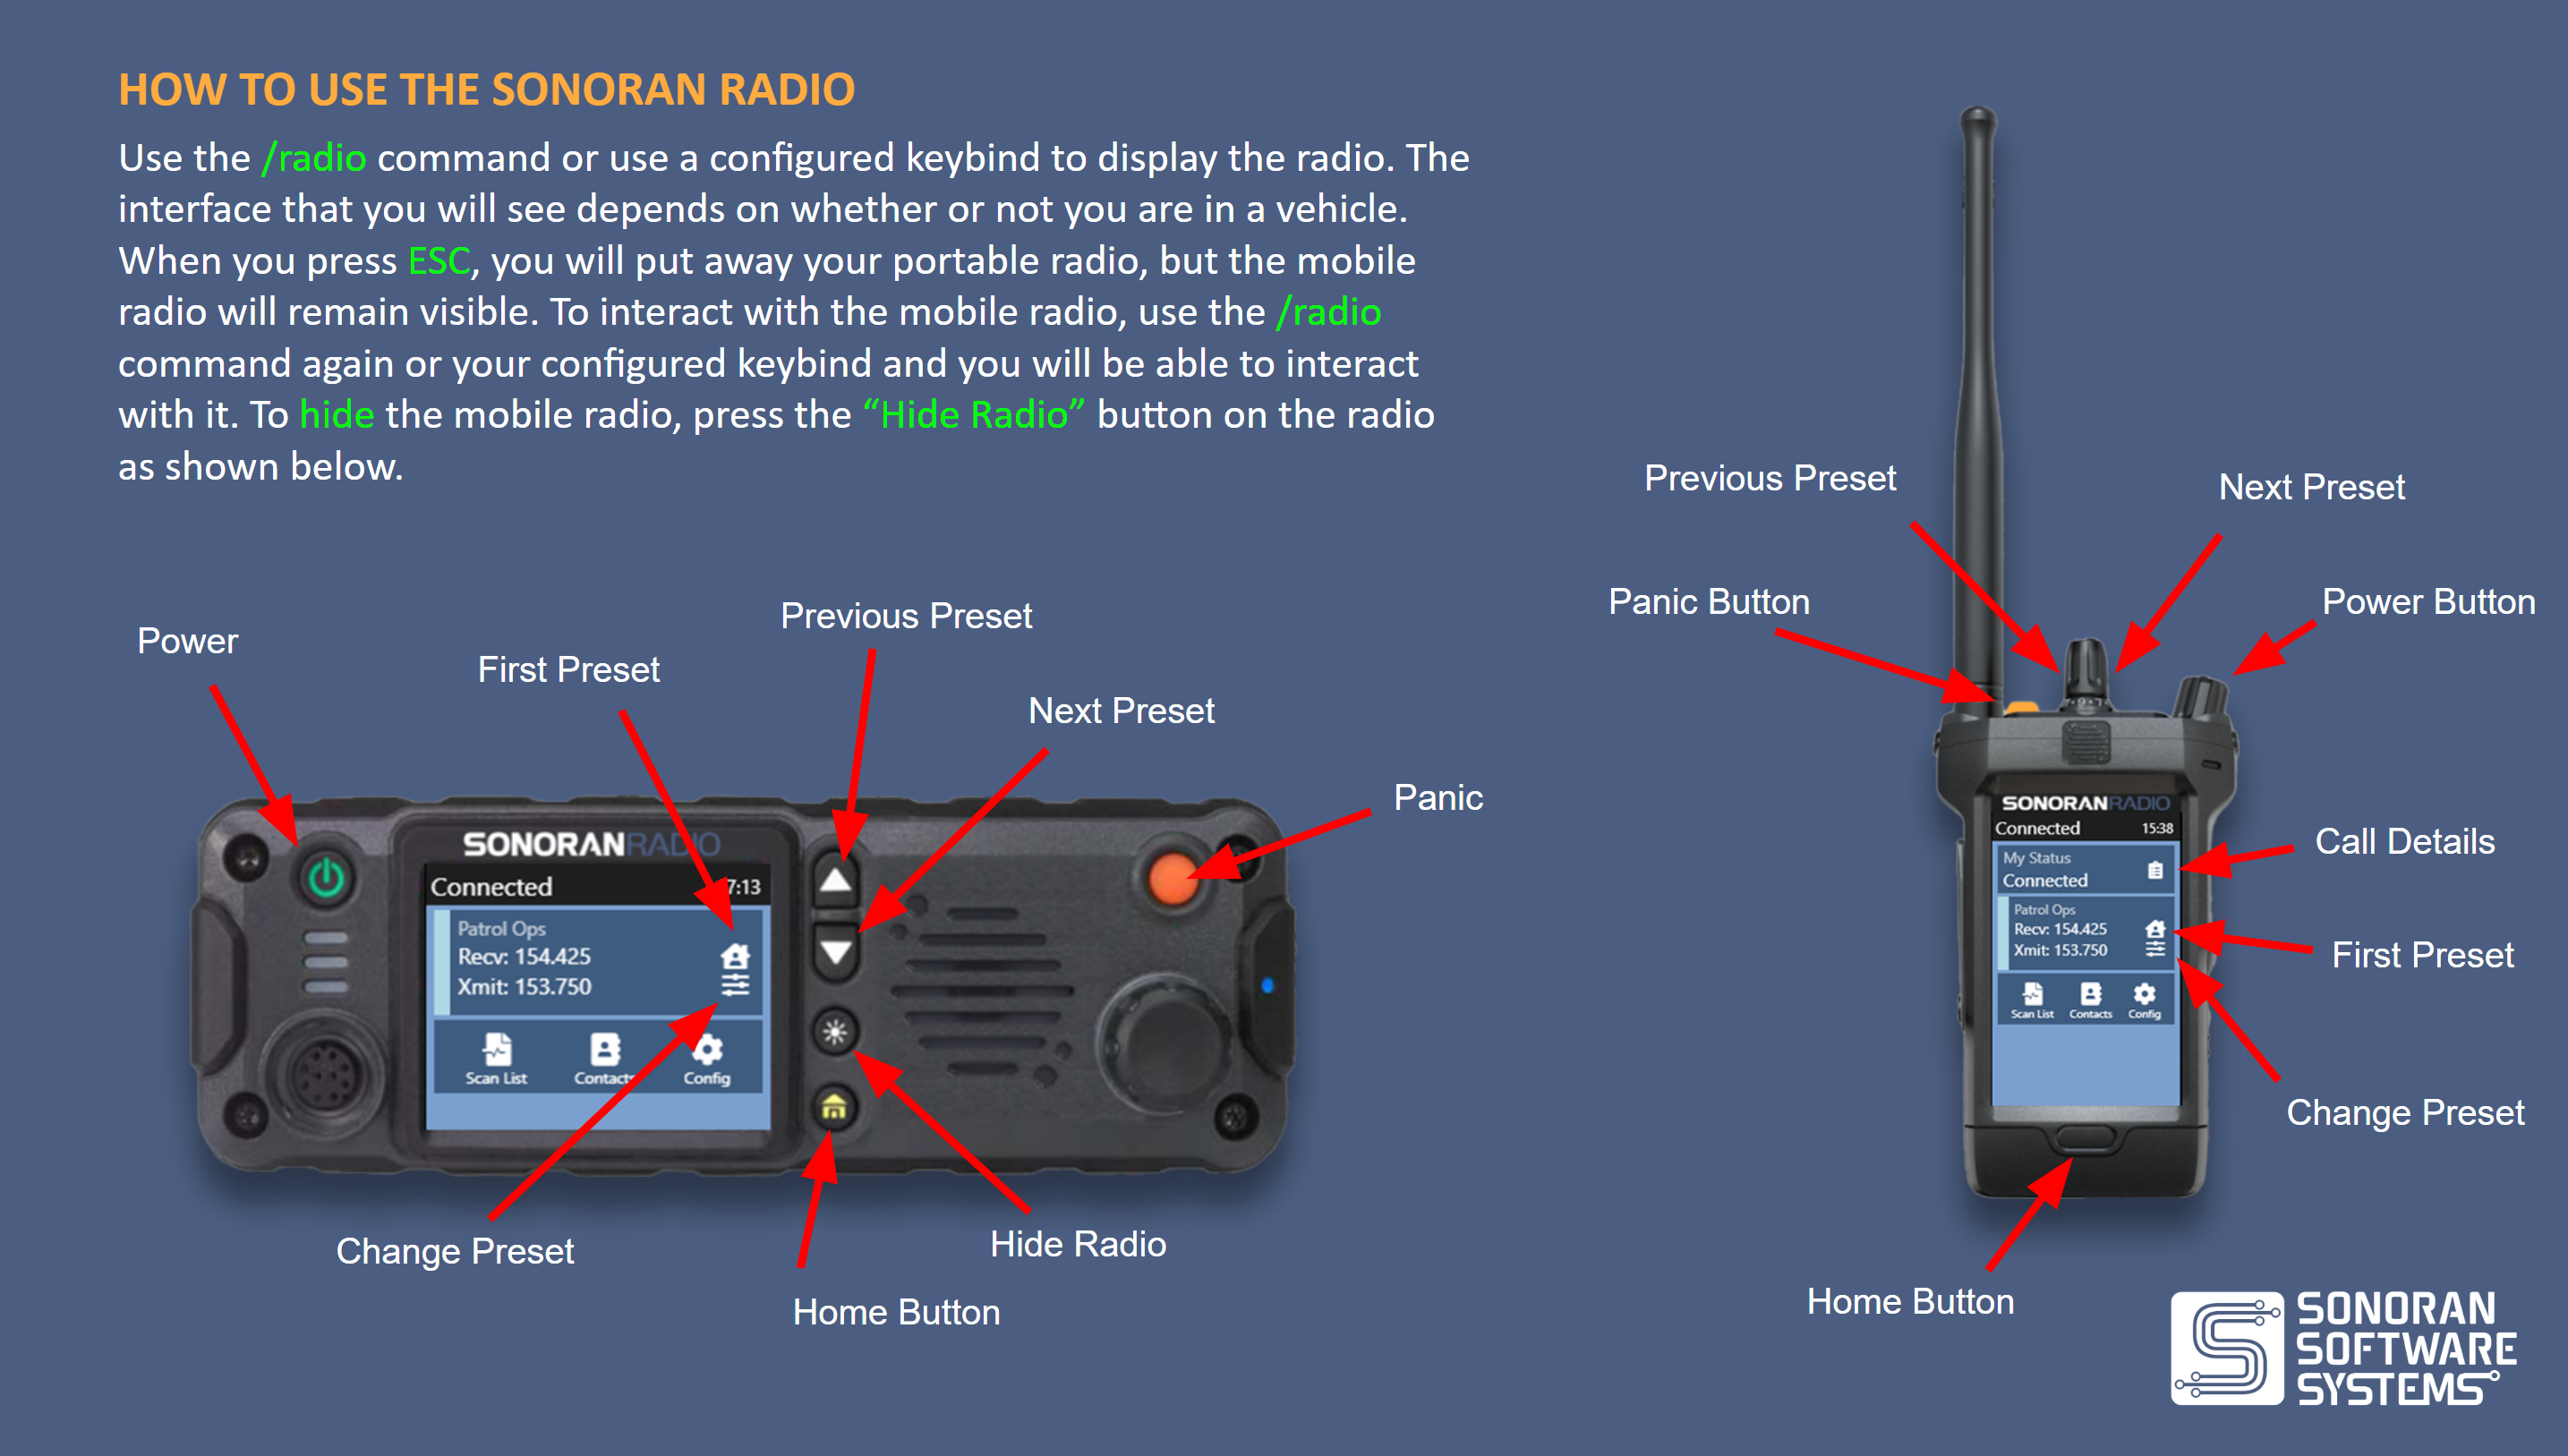 HOW TO USE THE SONORAN RADIO
Use the /radio command or use a configured keybind to display the radio. The
interface that you will see depends on whether or not you are in a vehicle.
When you press ESC, you will put away your portable radio, but the mobile
radio will remain visible. To interact with the mobile radio, use the /radio
command again or your configured keybind and you will be able to interact
with it. To hide the mobile radio, press the “Hide Radio” button on the radio
as shown below.
Power
First Preset
Previous Preset
Next Preset
Panic
SONORANRADIO
Connected
7:13
Patrol Ops
Recv: 154.425
Xmit: 153.750
Scan List
Contacts
Config
Change Preset
Home Button
Hide Radio
Previous Preset
Next Preset
Panic Button
Power Button
SONORANRADIO
Connected 15:38
My Status
Connected
Patrol Ops
Recv: 154.425
Xmit: 153.750
Scan List
Contacts
Config
Call Details
First Preset
Change Preset
Home Button
SONORAN
SOFTWARE
SYSTEMS